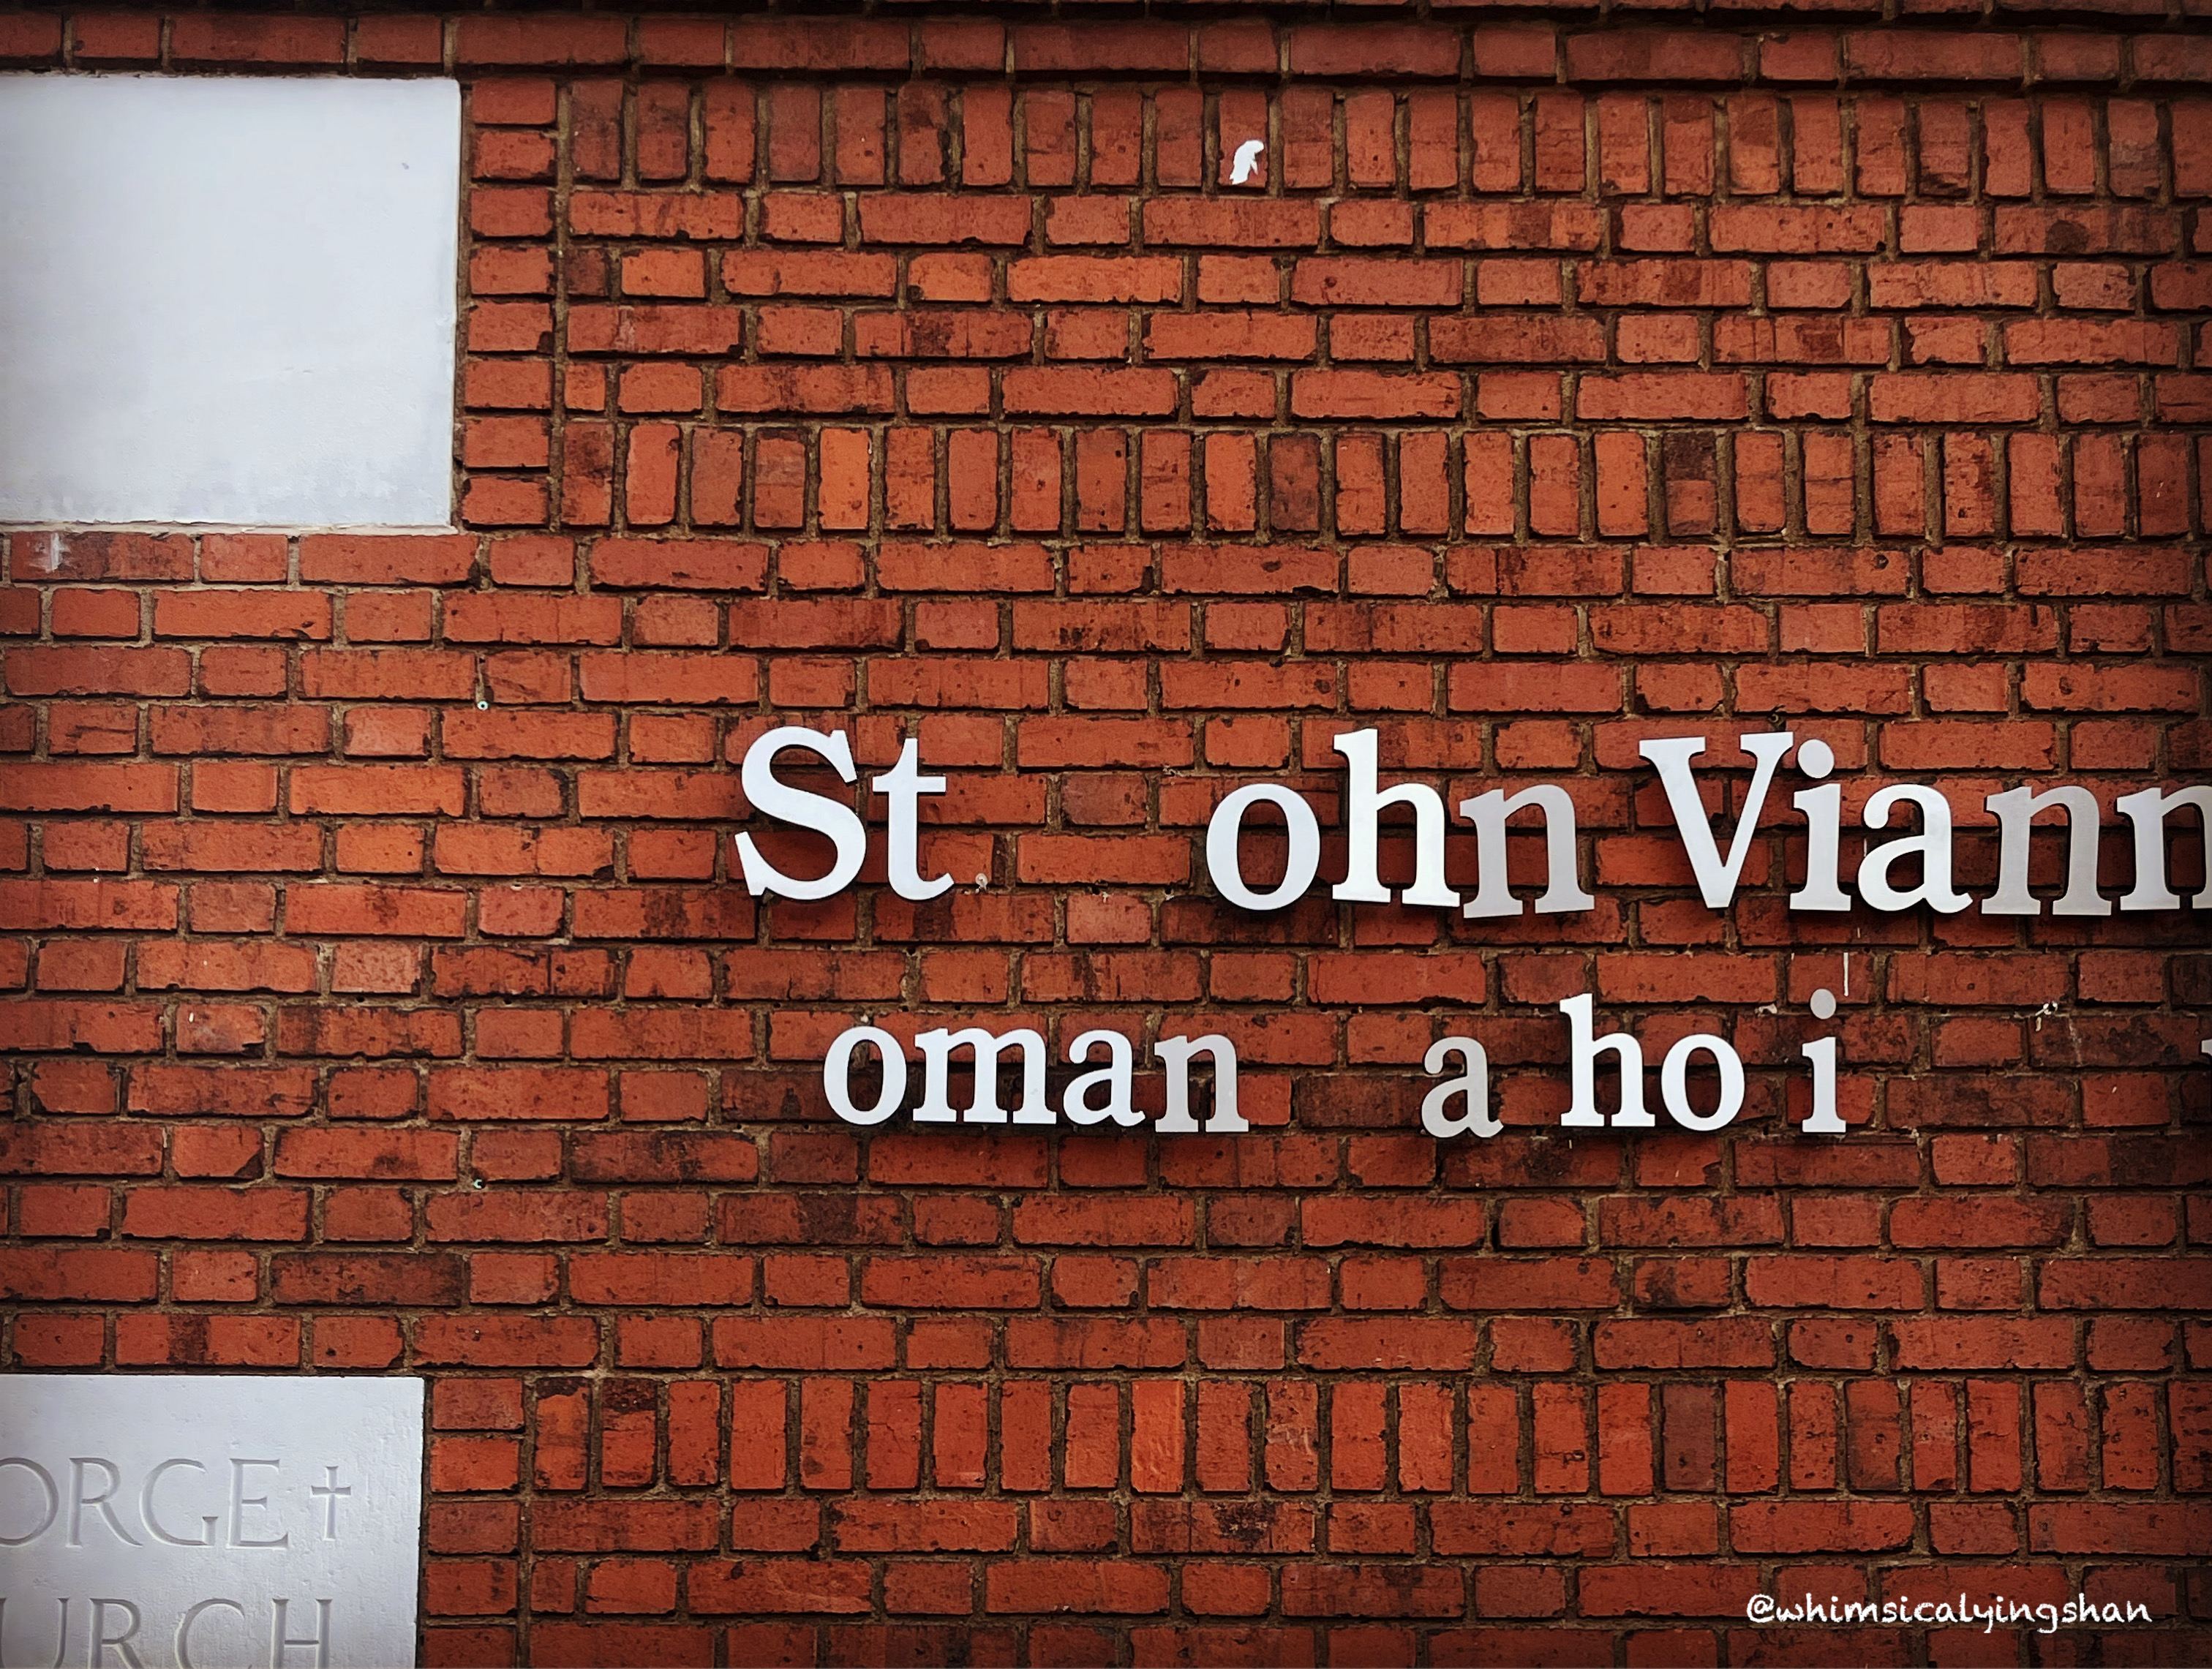 St ohn Viann
oman a ho i
ORGE +
URCH
@whimsicalyingshan